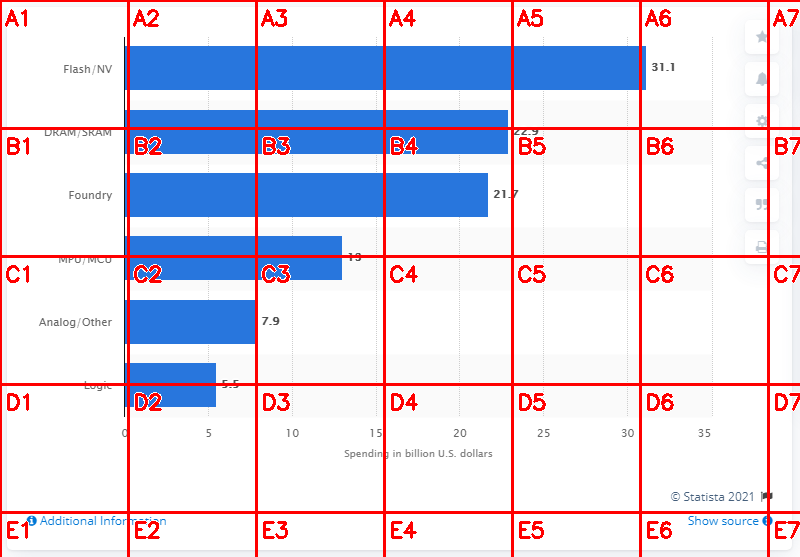 A1 A2 A3 A4 A5 A6 A7
Flash/NV 31.1
DRAM/SRAM 22.9
B1 B2 B3 B4 B5 B6 B7
Foundry 21.7
MPU/MCU 13
C1 C2 C3 C4 C5 C6 C7
Analog/Other 7.9
Logic 5.5
D1 D2 D3 D4 D5 D6 D7
0 5 10 15 20 25 30 35
Spending in billion U.S. dollars
© Statista 2021
Additional Information Show source
E1 E2 E3 E4 E5 E6 E7